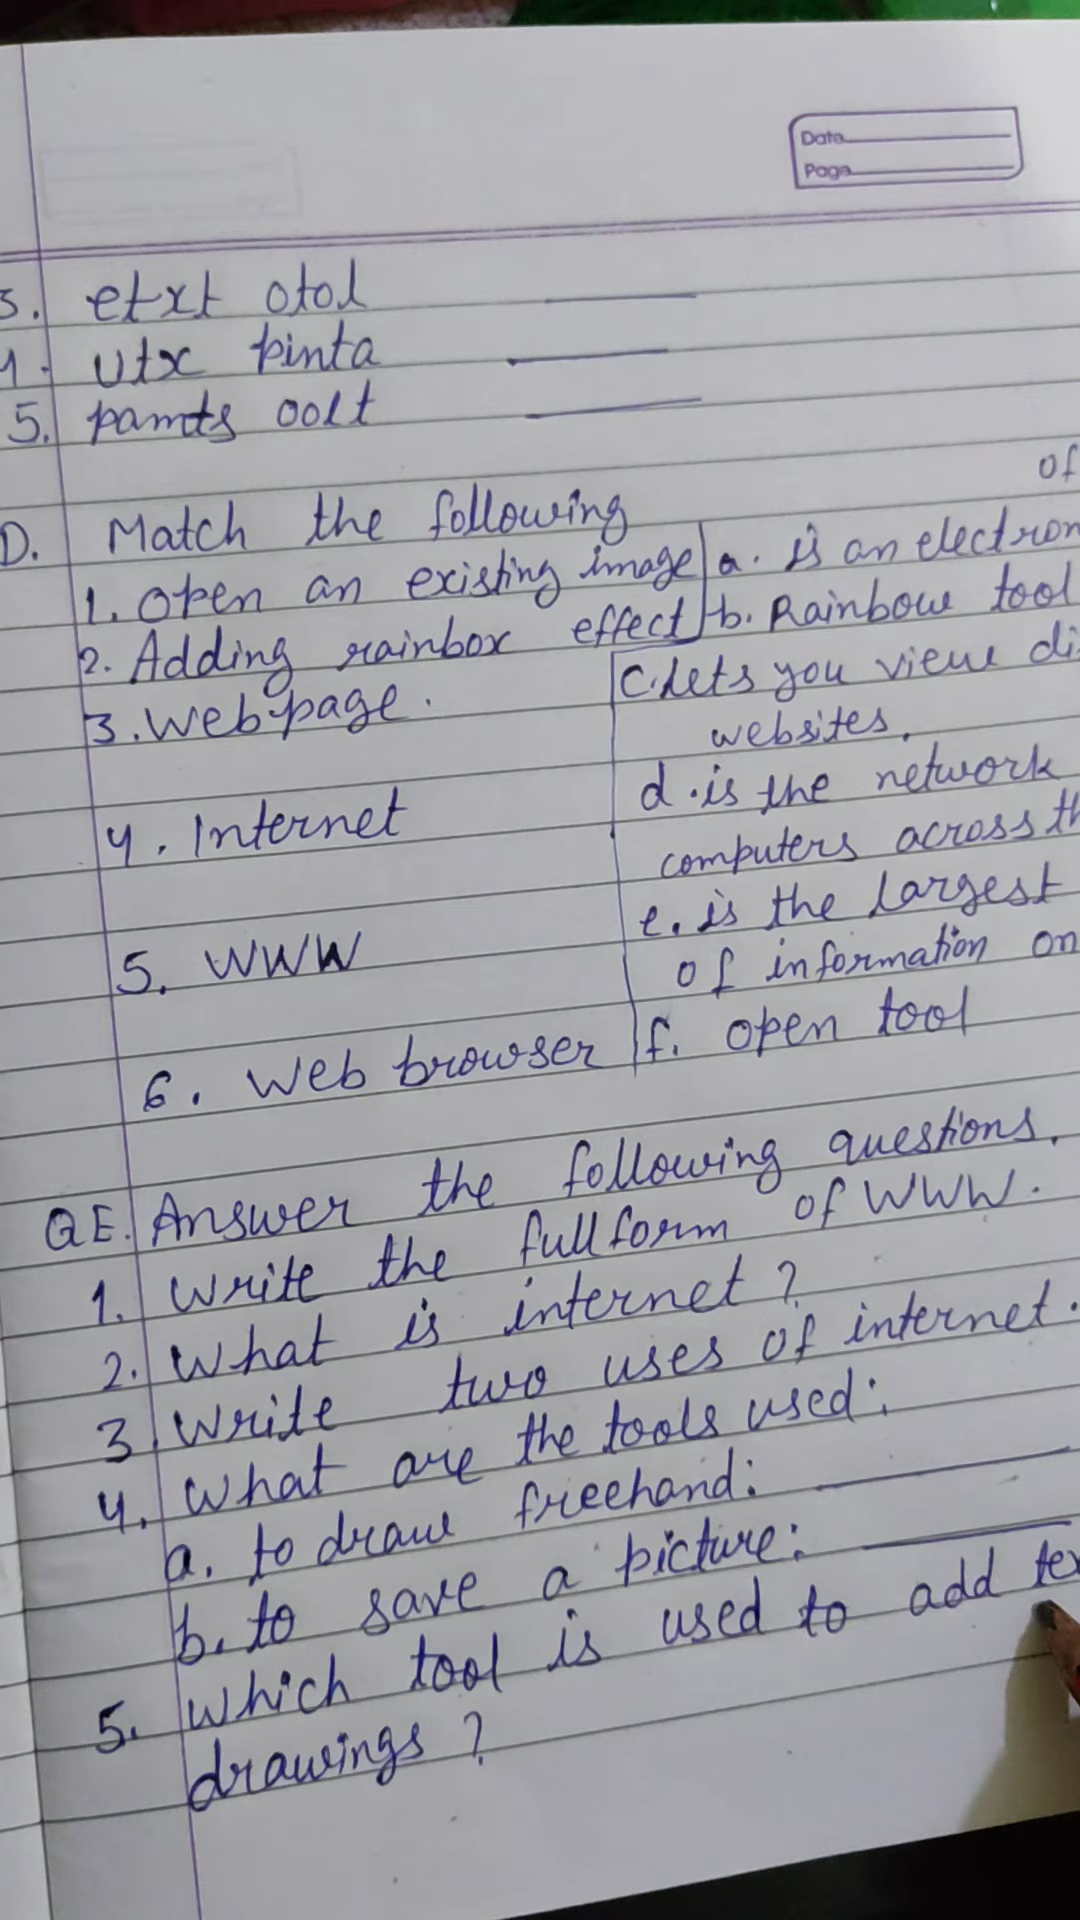 Date
Page
3. etxt otol
4. utx pinta
5. pamts oolt
of
D. Match the following
1. Open an existing image a. is an
2. Adding rainbox effect b. Rainbow tool
3. Webpage. c. lets you view
websites.
d. is the network
4. Internet
computers across
e. is the largest
5. WWW
of information on
6. Web browser f. open tool
QE. Answer the following questions.
1. Write the full form of WWW.
2. What is internet?
3. Write two uses of internet.
4. What are the tools used:
a. to draw freehand:
b. to save a picture:
5. Which tool is used to add
drawings?